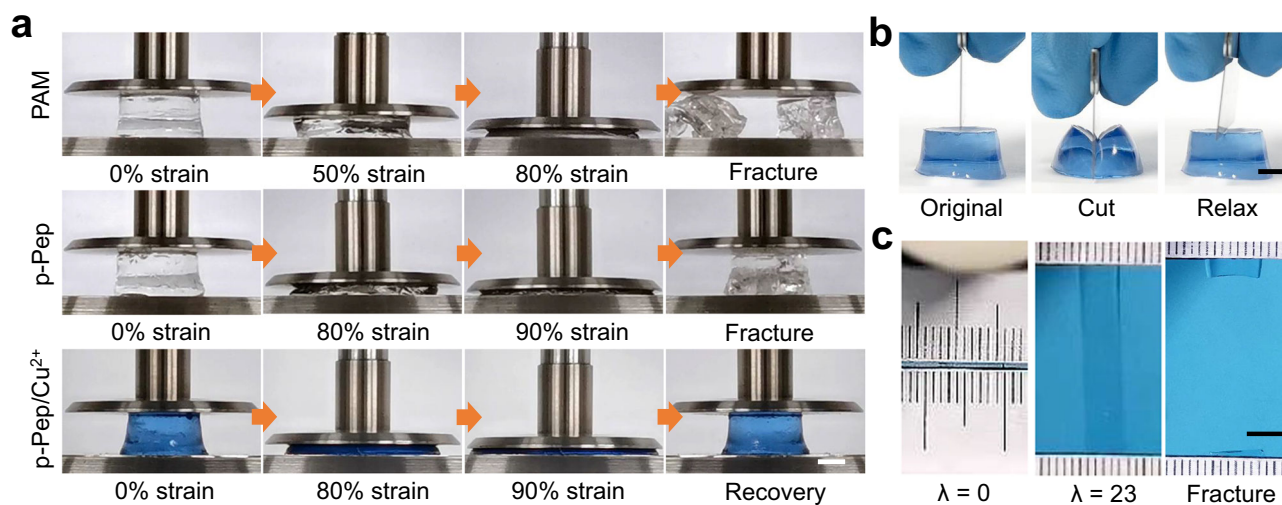 a
PAM
0% strain 50% strain 80% strain Fracture
p-Pep
0% strain 80% strain 90% strain Fracture
p-Pep/Cu²⁺
0% strain 80% strain 90% strain Recovery
b
Original Cut Relax
c
λ = 0 λ = 23 Fracture